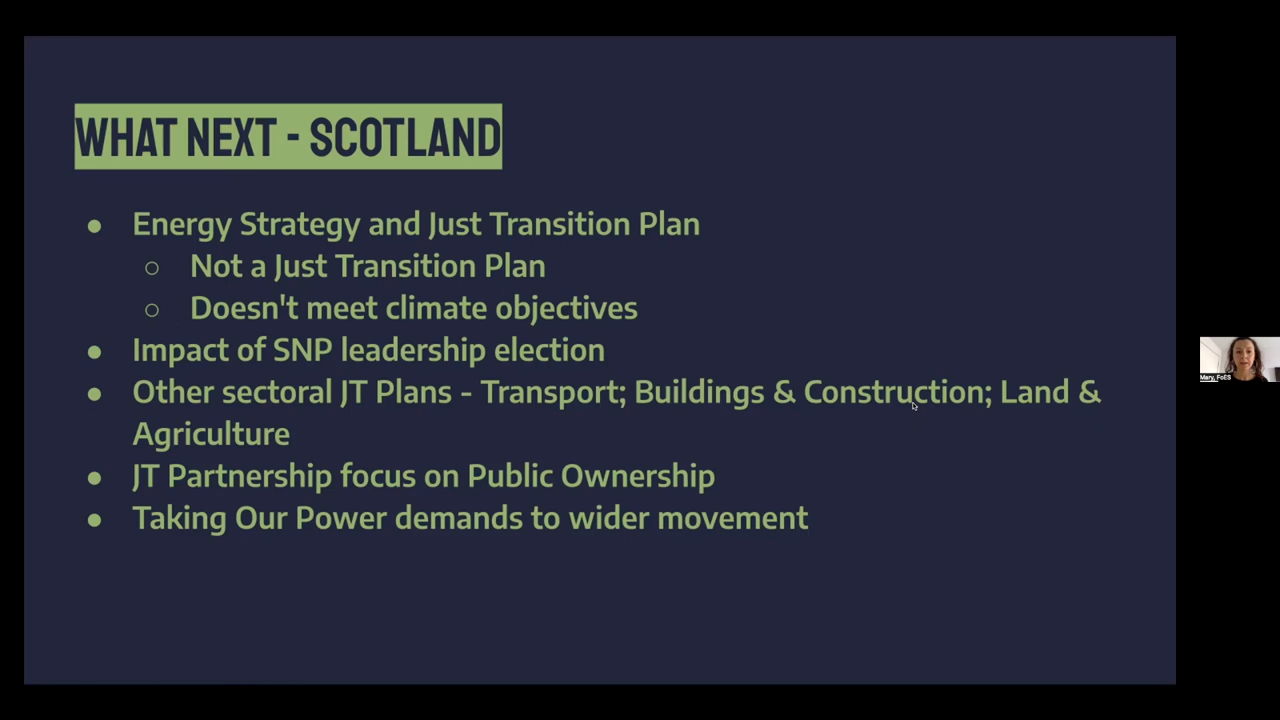 WHAT NEXT - SCOTLAND
● Energy Strategy and Just Transition Plan
○ Not a Just Transition Plan
○ Doesn't meet climate objectives
● Impact of SNP leadership election
● Other sectoral JT Plans - Transport; Buildings & Construction; Land &
Agriculture
● JT Partnership focus on Public Ownership
● Taking Our Power demands to wider movement
Mary, FoES